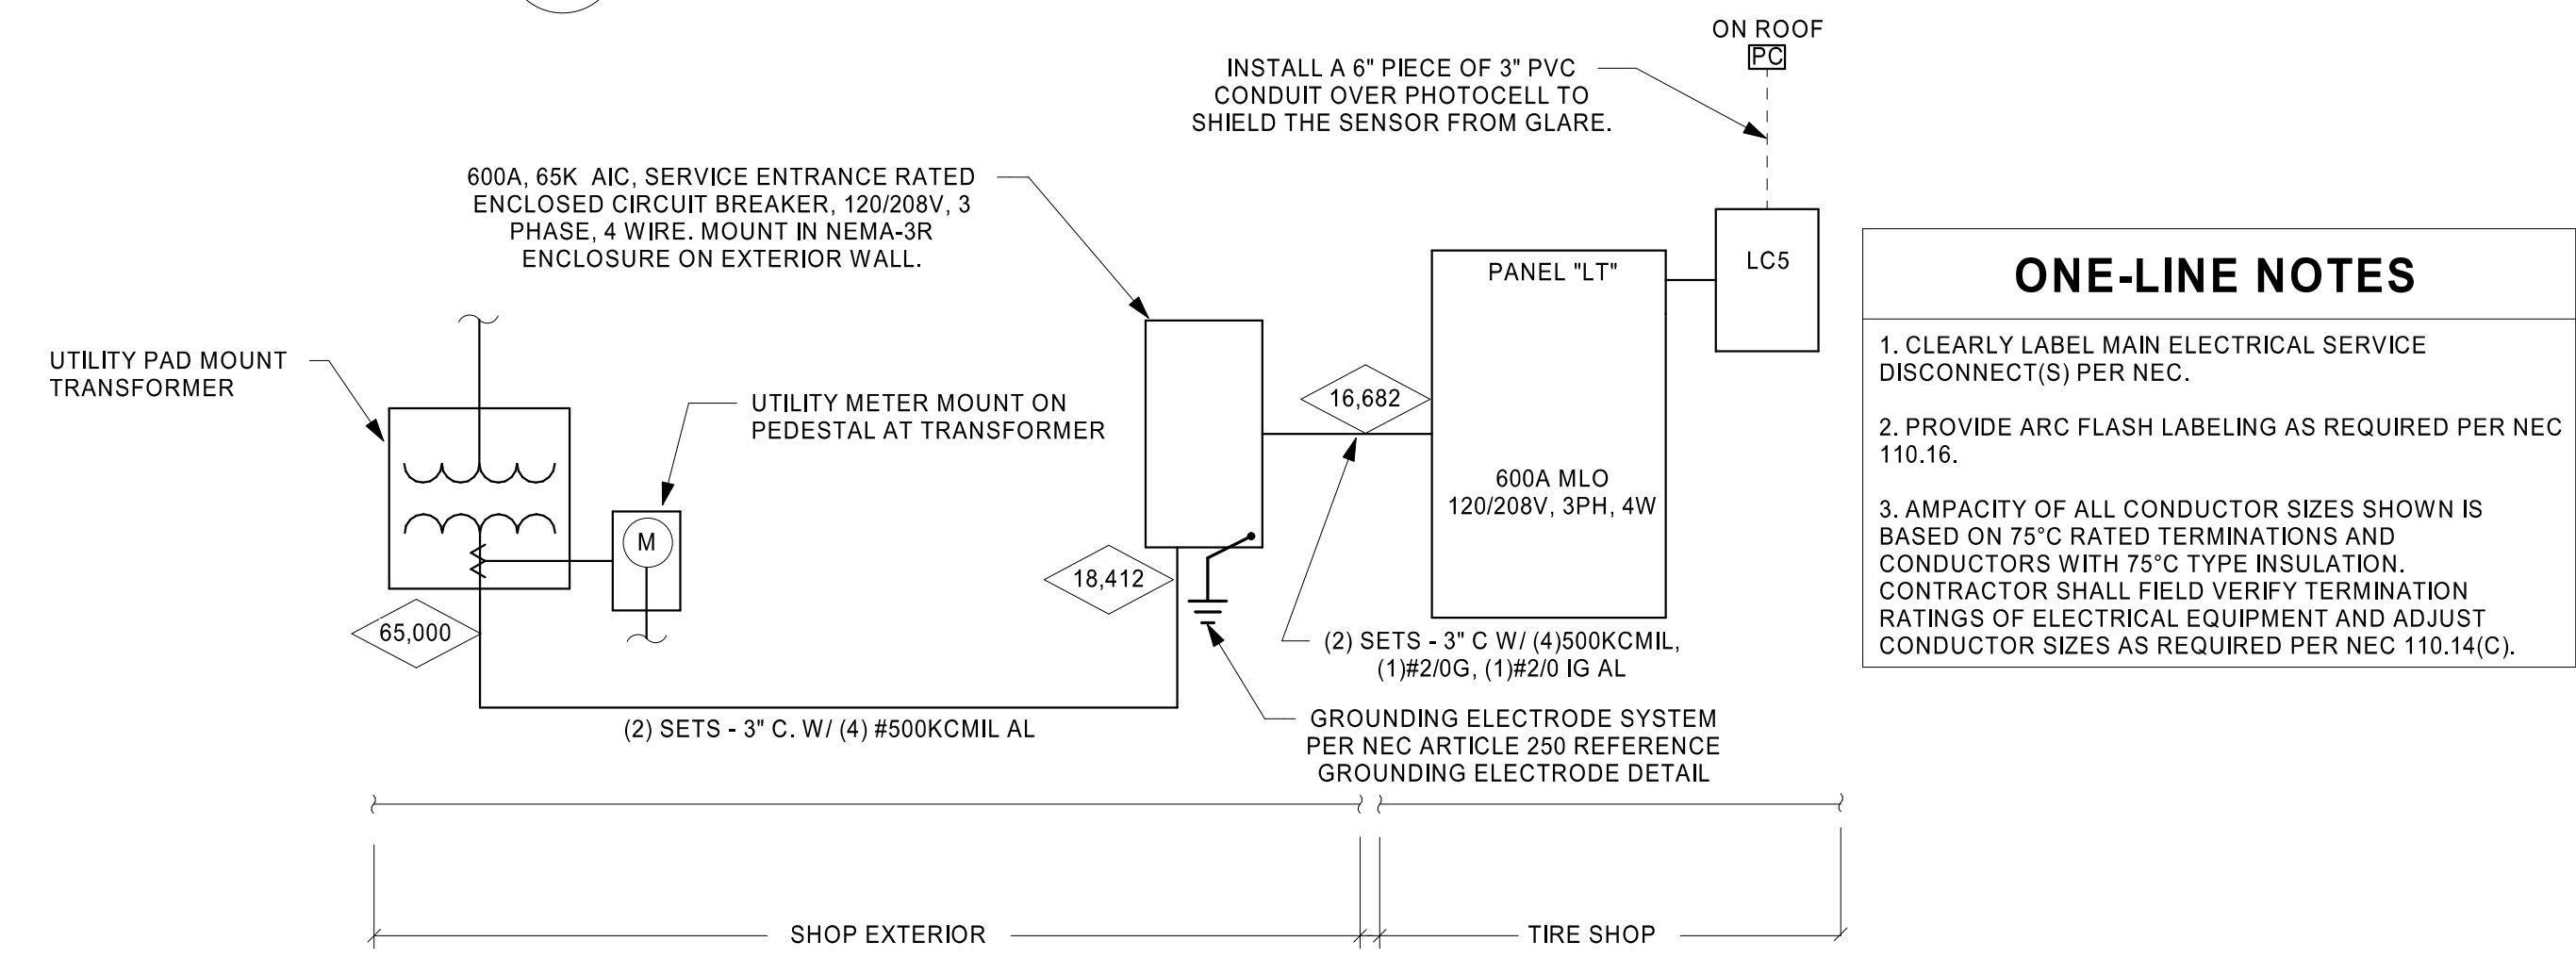 ON ROOF
PC
INSTALL A 6" PIECE OF 3" PVC
CONDUIT OVER PHOTOCELL TO
SHIELD THE SENSOR FROM GLARE.
600A, 65K AIC, SERVICE ENTRANCE RATED
ENCLOSED CIRCUIT BREAKER, 120/208V, 3
PHASE, 4 WIRE. MOUNT IN NEMA-3R
ENCLOSURE ON EXTERIOR WALL.
UTILITY PAD MOUNT
TRANSFORMER
UTILITY METER MOUNT ON
PEDESTAL AT TRANSFORMER
M
65,000
18,412
16,682
PANEL "LT"
600A MLO
120/208V, 3PH, 4W
LC5
(2) SETS - 3" C. W/ (4) #500KCMIL AL
(2) SETS - 3" C W/ (4)500KCMIL,
(1)#2/0G, (1)#2/0 IG AL
GROUNDING ELECTRODE SYSTEM
PER NEC ARTICLE 250 REFERENCE
GROUNDING ELECTRODE DETAIL
SHOP EXTERIOR
TIRE SHOP
ONE-LINE NOTES
1. CLEARLY LABEL MAIN ELECTRICAL SERVICE
DISCONNECT(S) PER NEC.
2. PROVIDE ARC FLASH LABELING AS REQUIRED PER NEC
110.16.
3. AMPACITY OF ALL CONDUCTOR SIZES SHOWN IS
BASED ON 75°C RATED TERMINATIONS AND
CONDUCTORS WITH 75°C TYPE INSULATION.
CONTRACTOR SHALL FIELD VERIFY TERMINATION
RATINGS OF ELECTRICAL EQUIPMENT AND ADJUST
CONDUCTOR SIZES AS REQUIRED PER NEC 110.14(C).